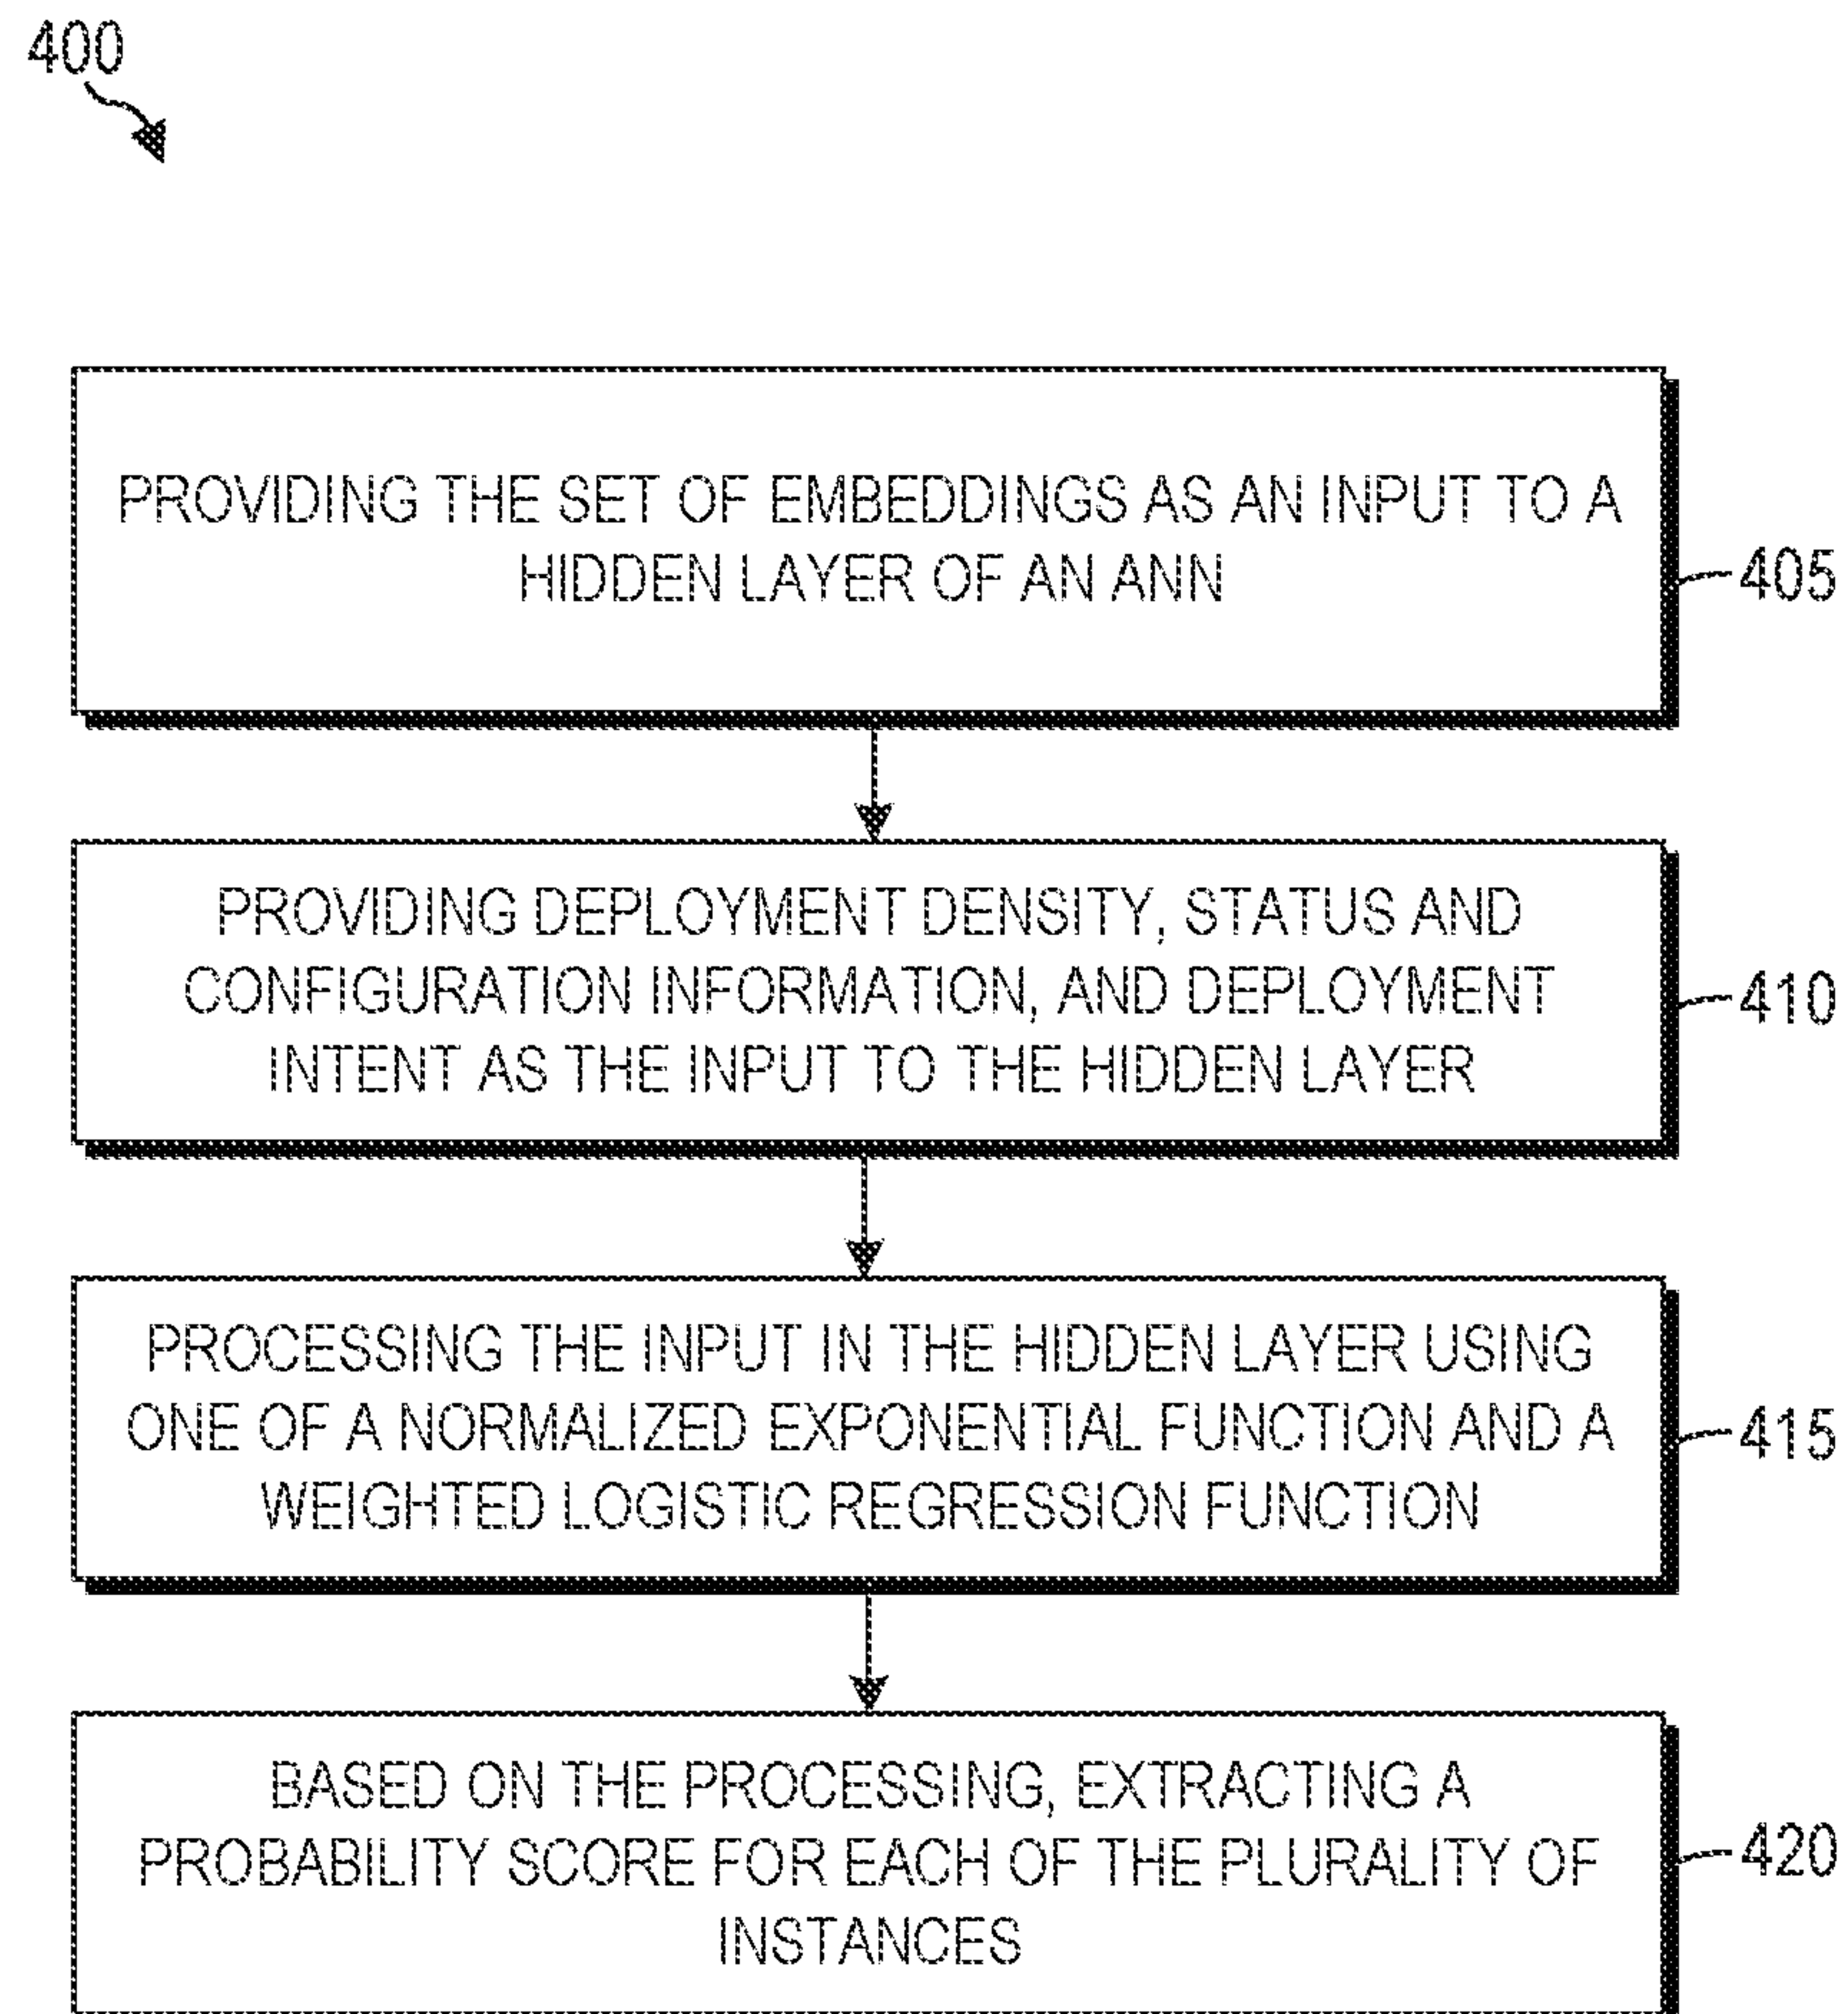 400
PROVIDING THE SET OF EMBEDDINGS AS AN INPUT TO A
HIDDEN LAYER OF AN ANN
405
PROVIDING DEPLOYMENT DENSITY, STATUS AND
CONFIGURATION INFORMATION, AND DEPLOYMENT
INTENT AS THE INPUT TO THE HIDDEN LAYER
410
PROCESSING THE INPUT IN THE HIDDEN LAYER USING
ONE OF A NORMALIZED EXPONENTIAL FUNCTION AND A
WEIGHTED LOGISTIC REGRESSION FUNCTION
415
BASED ON THE PROCESSING, EXTRACTING A
PROBABILITY SCORE FOR EACH OF THE PLURALITY OF
INSTANCES
420